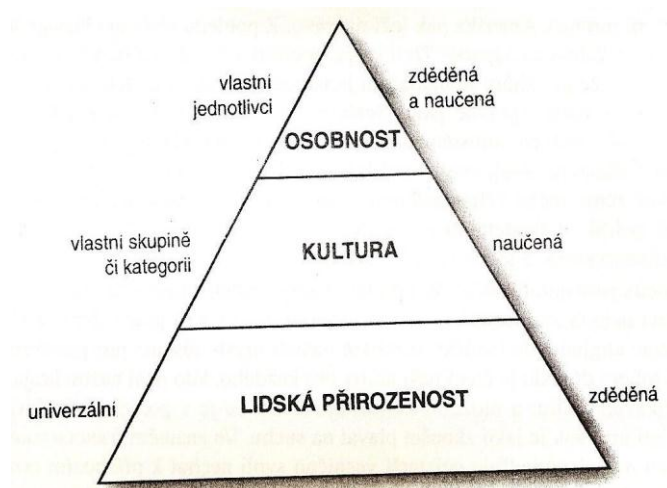 vlastní
jednotlivci
zděděná
a naučená
OSOBNOST
vlastní skupině
či kategorii
KULTURA
naučená
univerzální
LIDSKÁ PŘIROZENOST
zděděná